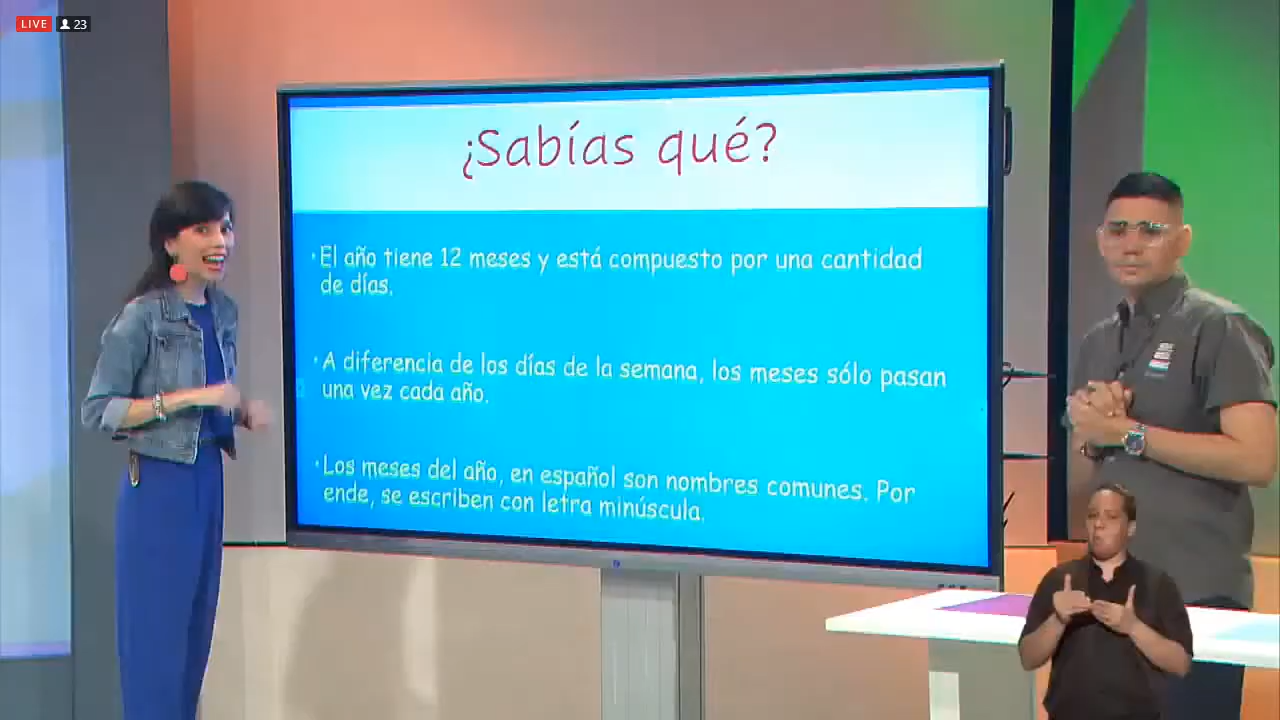 LIVE 23
¿Sabías qué?
El año tiene 12 meses y está compuesto por una cantidad
de días.
A diferencia de los días de la semana, los meses sólo pasan
una vez cada año.
Los meses del año, en español son nombres comunes. Por
ende, se escriben con letra minúscula.